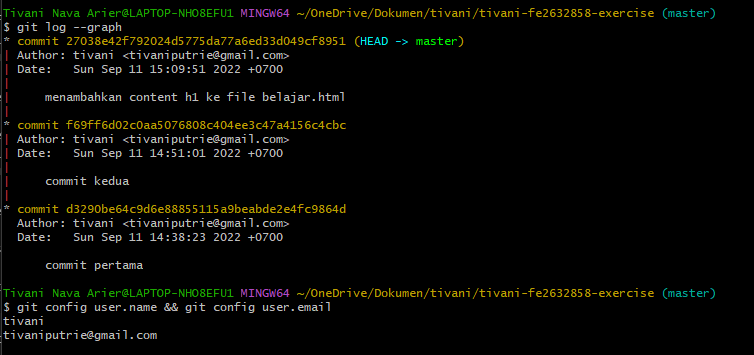 Tivani Nava Arier@LAPTOP-NHO8EFU1 MINGW64 ~/OneDrive/Dokumen/tivani/tivani-fe2632858-exercise (master)
$ git log --graph
* commit 27038e42f792024d5775da77a6ed33d049cf8951 (HEAD -> master)
| Author: tivani <tivaniputrie@gmail.com>
| Date:   Sun Sep 11 15:09:51 2022 +0700
|
|     menambahkan content h1 ke file belajar.html
|
* commit f69ff6d02c0aa5076808c404ee3c47a4156c4cbc
| Author: tivani <tivaniputrie@gmail.com>
| Date:   Sun Sep 11 14:51:01 2022 +0700
|
|     commit kedua
|
* commit d3290be64c9d6e88855115a9beabde2e4fc9864d
  Author: tivani <tivaniputrie@gmail.com>
  Date:   Sun Sep 11 14:38:23 2022 +0700

      commit pertama

Tivani Nava Arier@LAPTOP-NHO8EFU1 MINGW64 ~/OneDrive/Dokumen/tivani/tivani-fe2632858-exercise (master)
$ git config user.name && git config user.email
tivani
tivaniputrie@gmail.com